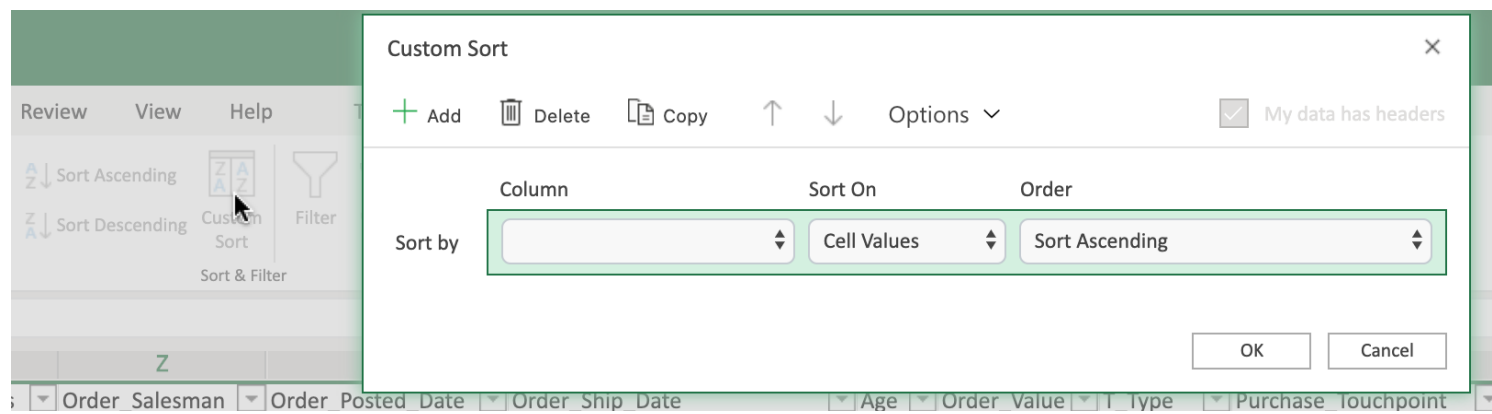 Custom Sort
Review View Help
Add Delete Copy Options My data has headers
Sort Ascending
Sort Descending
Custom
Sort
Filter
Sort & Filter
Column Sort On Order
Sort by Cell Values Sort Ascending
OK Cancel
Z
Order_Salesman Order_Posted_Date Order_Ship_Date Age Order_Value T_Type Purchase_Touchpoint